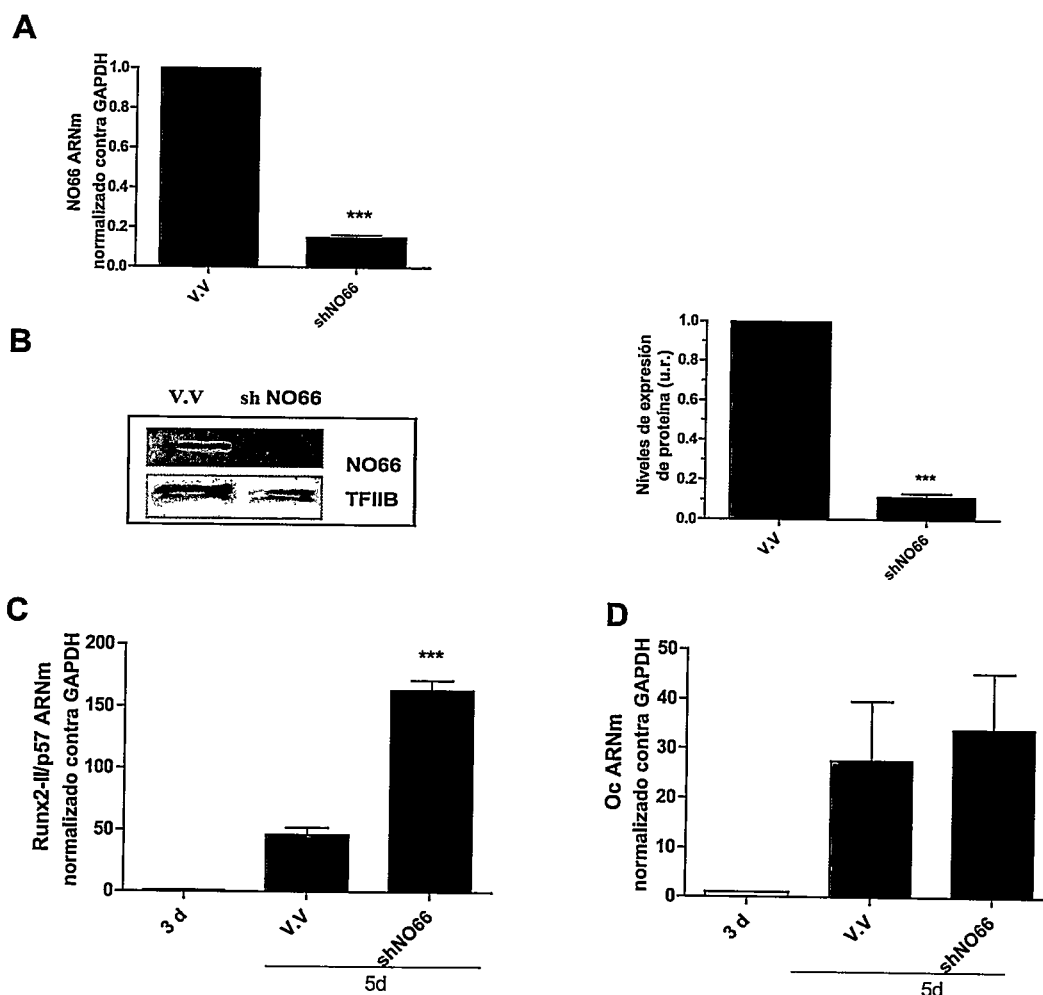 A
NO66 ARNm
normalizado contra GAPDH
1.0
0.8
0.6
0.4
0.2
0.0
***
V.V
shNO66
B
V.V sh NO66
NO66
TFIIB
Niveles de expresión
de proteína (u.r.)
1.0
0.8
0.6
0.4
0.2
0.0
***
V.V
shNO66
C
Runx2-II/p57 ARNm
normalizado contra GAPDH
200
150
100
50
0
***
3 d
V.V
shNO66
5d
D
Oc ARNm
normalizado contra GAPDH
50
40
30
20
10
0
3 d
V.V
shNO66
5d